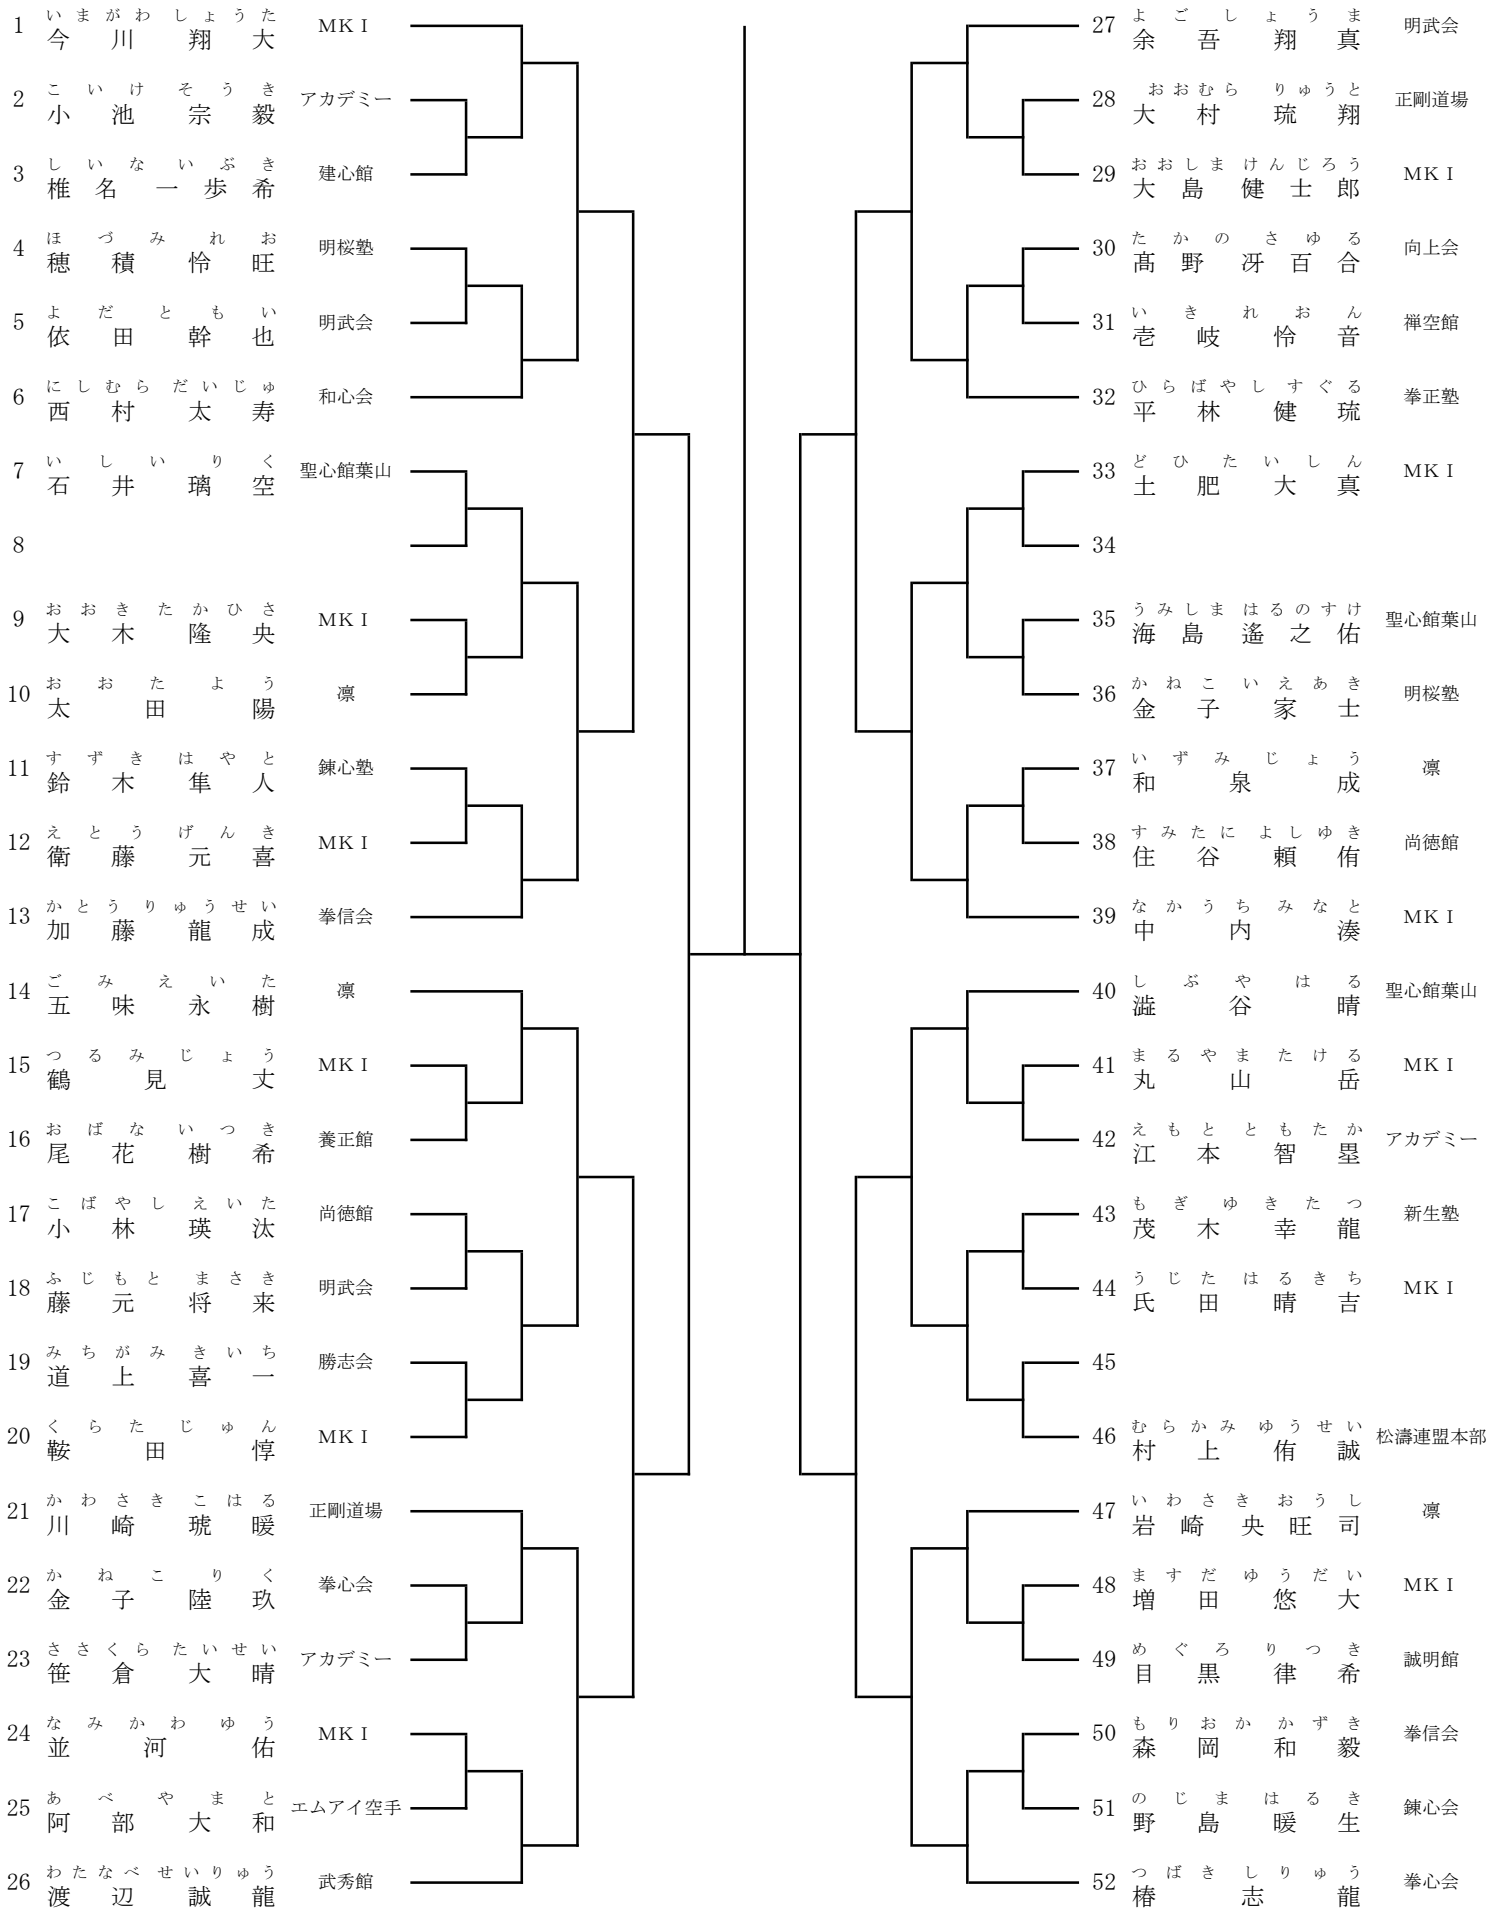 いまがわ しょうた
1 今川 翔大 MKI
こいけ そうき
2 小池 宗毅 アカデミー
しいな いぶき
3 椎名 一歩希 建心館
ほづみ れお
4 穂積 怜旺 明桜塾
よだ ともい
5 依田 幹也 明武会
にしむら だいじゅ
6 西村 太寿 和心会
いしい りく
7 石井 璃空 聖心館葉山
8
おおき たかひさ
9 大木 隆央 MKI
おおた よう
10 太田 陽 凛
すずき はやと
11 鈴木 隼人 錬心塾
えとう げんき
12 衛藤 元喜 MKI
かとう りゅうせい
13 加藤 龍成 拳信会
ごみ えいた
14 五味 永樹 凛
つるみ じょう
15 鶴見 丈 MKI
おばな いつき
16 尾花 樹希 養正館
こばやし えいた
17 小林 瑛汰 尚徳館
ふじもと まさき
18 藤元 将来 明武会
みちがみ きいち
19 道上 喜一 勝志会
くらた じゅん
20 鞍田 惇 MKI
かわさき こはる
21 川崎 琥暖 正剛道場
かねこ りく
22 金子 陸玖 拳心会
ささくら たいせい
23 笹倉 大晴 アカデミー
なみかわ ゆう
24 並河 佑 MKI
あべ やまと
25 阿部 大和 エムアイ空手
わたなべ せいりゅう
26 渡辺 誠龍 武秀館
よご しょうま
27 余吾 翔真 明武会
おおむら りゅうと
28 大村 琉翔 正剛道場
おおしま けんじろう
29 大島 健士郎 MKI
たかの さゆる
30 髙野 冴百合 向上会
いき れおん
31 壱岐 怜音 禅空館
ひらばやし すぐる
32 平林 健琉 拳正塾
どひ たいしん
33 土肥 大真 MKI
34
うみしま はるのすけ
35 海島 遙之佑 聖心館葉山
かねこ いえあき
36 金子 家士 明桜塾
いずみ じょう
37 和泉 成 凛
すみたに よしゆき
38 住谷 頼侑 尚徳館
なかうち みなと
39 中内 湊 MKI
しぶや はる
40 澁谷 晴 聖心館葉山
まるやま たける
41 丸山 岳 MKI
えもと ともたか
42 江本 智塁 アカデミー
もぎ ゆきたつ
43 茂木 幸龍 新生塾
うじた はるきち
44 氏田 晴吉 MKI
45
むらかみ ゆうせい
46 村上 侑誠 松濤連盟本部
いわさき おうし
47 岩崎 央旺司 凛
ますだ ゆうだい
48 増田 悠大 MKI
めぐろ りつき
49 目黒 律希 誠明館
もりおか かずき
50 森岡 和毅 拳信会
のじま はるき
51 野島 暖生 錬心会
つばき しりゅう
52 椿 志龍 拳心会